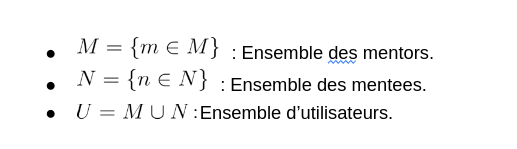 • M = {m ∈ M} : Ensemble des mentors.
• N = {n ∈ N} : Ensemble des mentees.
• U = M ∪ N :Ensemble d’utilisateurs.